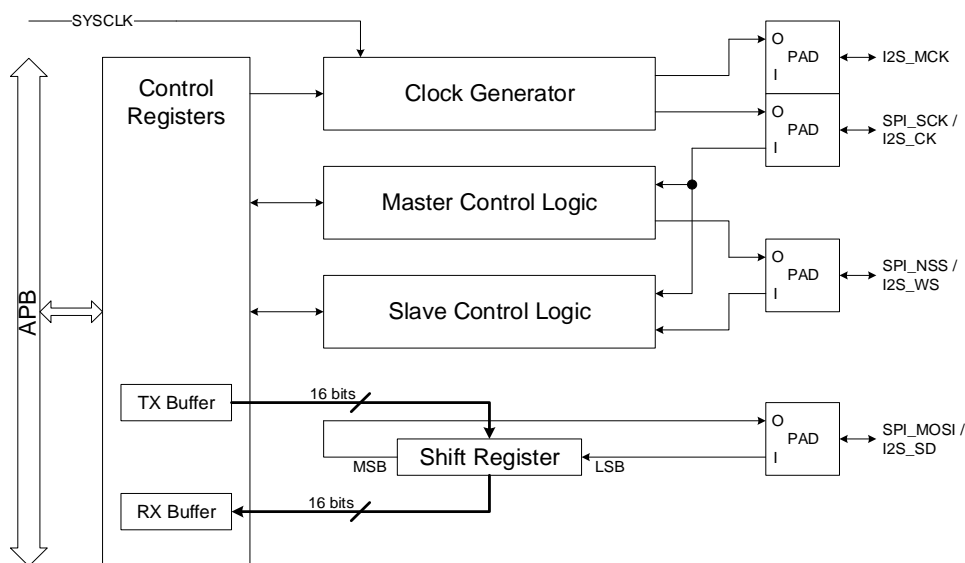 SYSCLK
O
PAD
I
I2S_MCK
Control
Registers
Clock Generator
O
PAD
I
SPI_SCK /
I2S_CK
Master Control Logic
O
PAD
I
SPI_NSS /
I2S_WS
APB
Slave Control Logic
TX Buffer
16 bits
O
PAD
I
SPI_MOSI /
I2S_SD
MSB
Shift Register
LSB
RX Buffer
16 bits